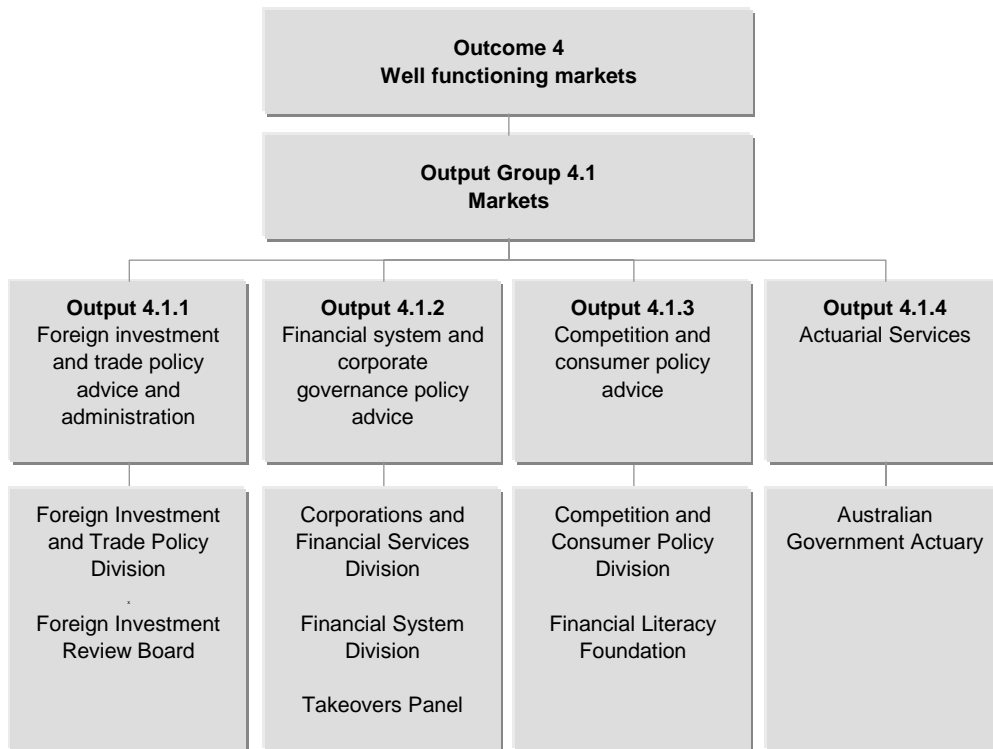 Outcome 4
Well functioning markets
Output Group 4.1
Markets
Output 4.1.1
Foreign investment
and trade policy
advice and
administration
Output 4.1.2
Financial system and
corporate
governance policy
advice
Output 4.1.3
Competition and
consumer policy
advice
Output 4.1.4
Actuarial Services
Foreign Investment
and Trade Policy
Division
.
Foreign Investment
Review Board
Corporations and
Financial Services
Division
Financial System
Division
Takeovers Panel
Competition and
Consumer Policy
Division
Financial Literacy
Foundation
Australian
Government Actuary